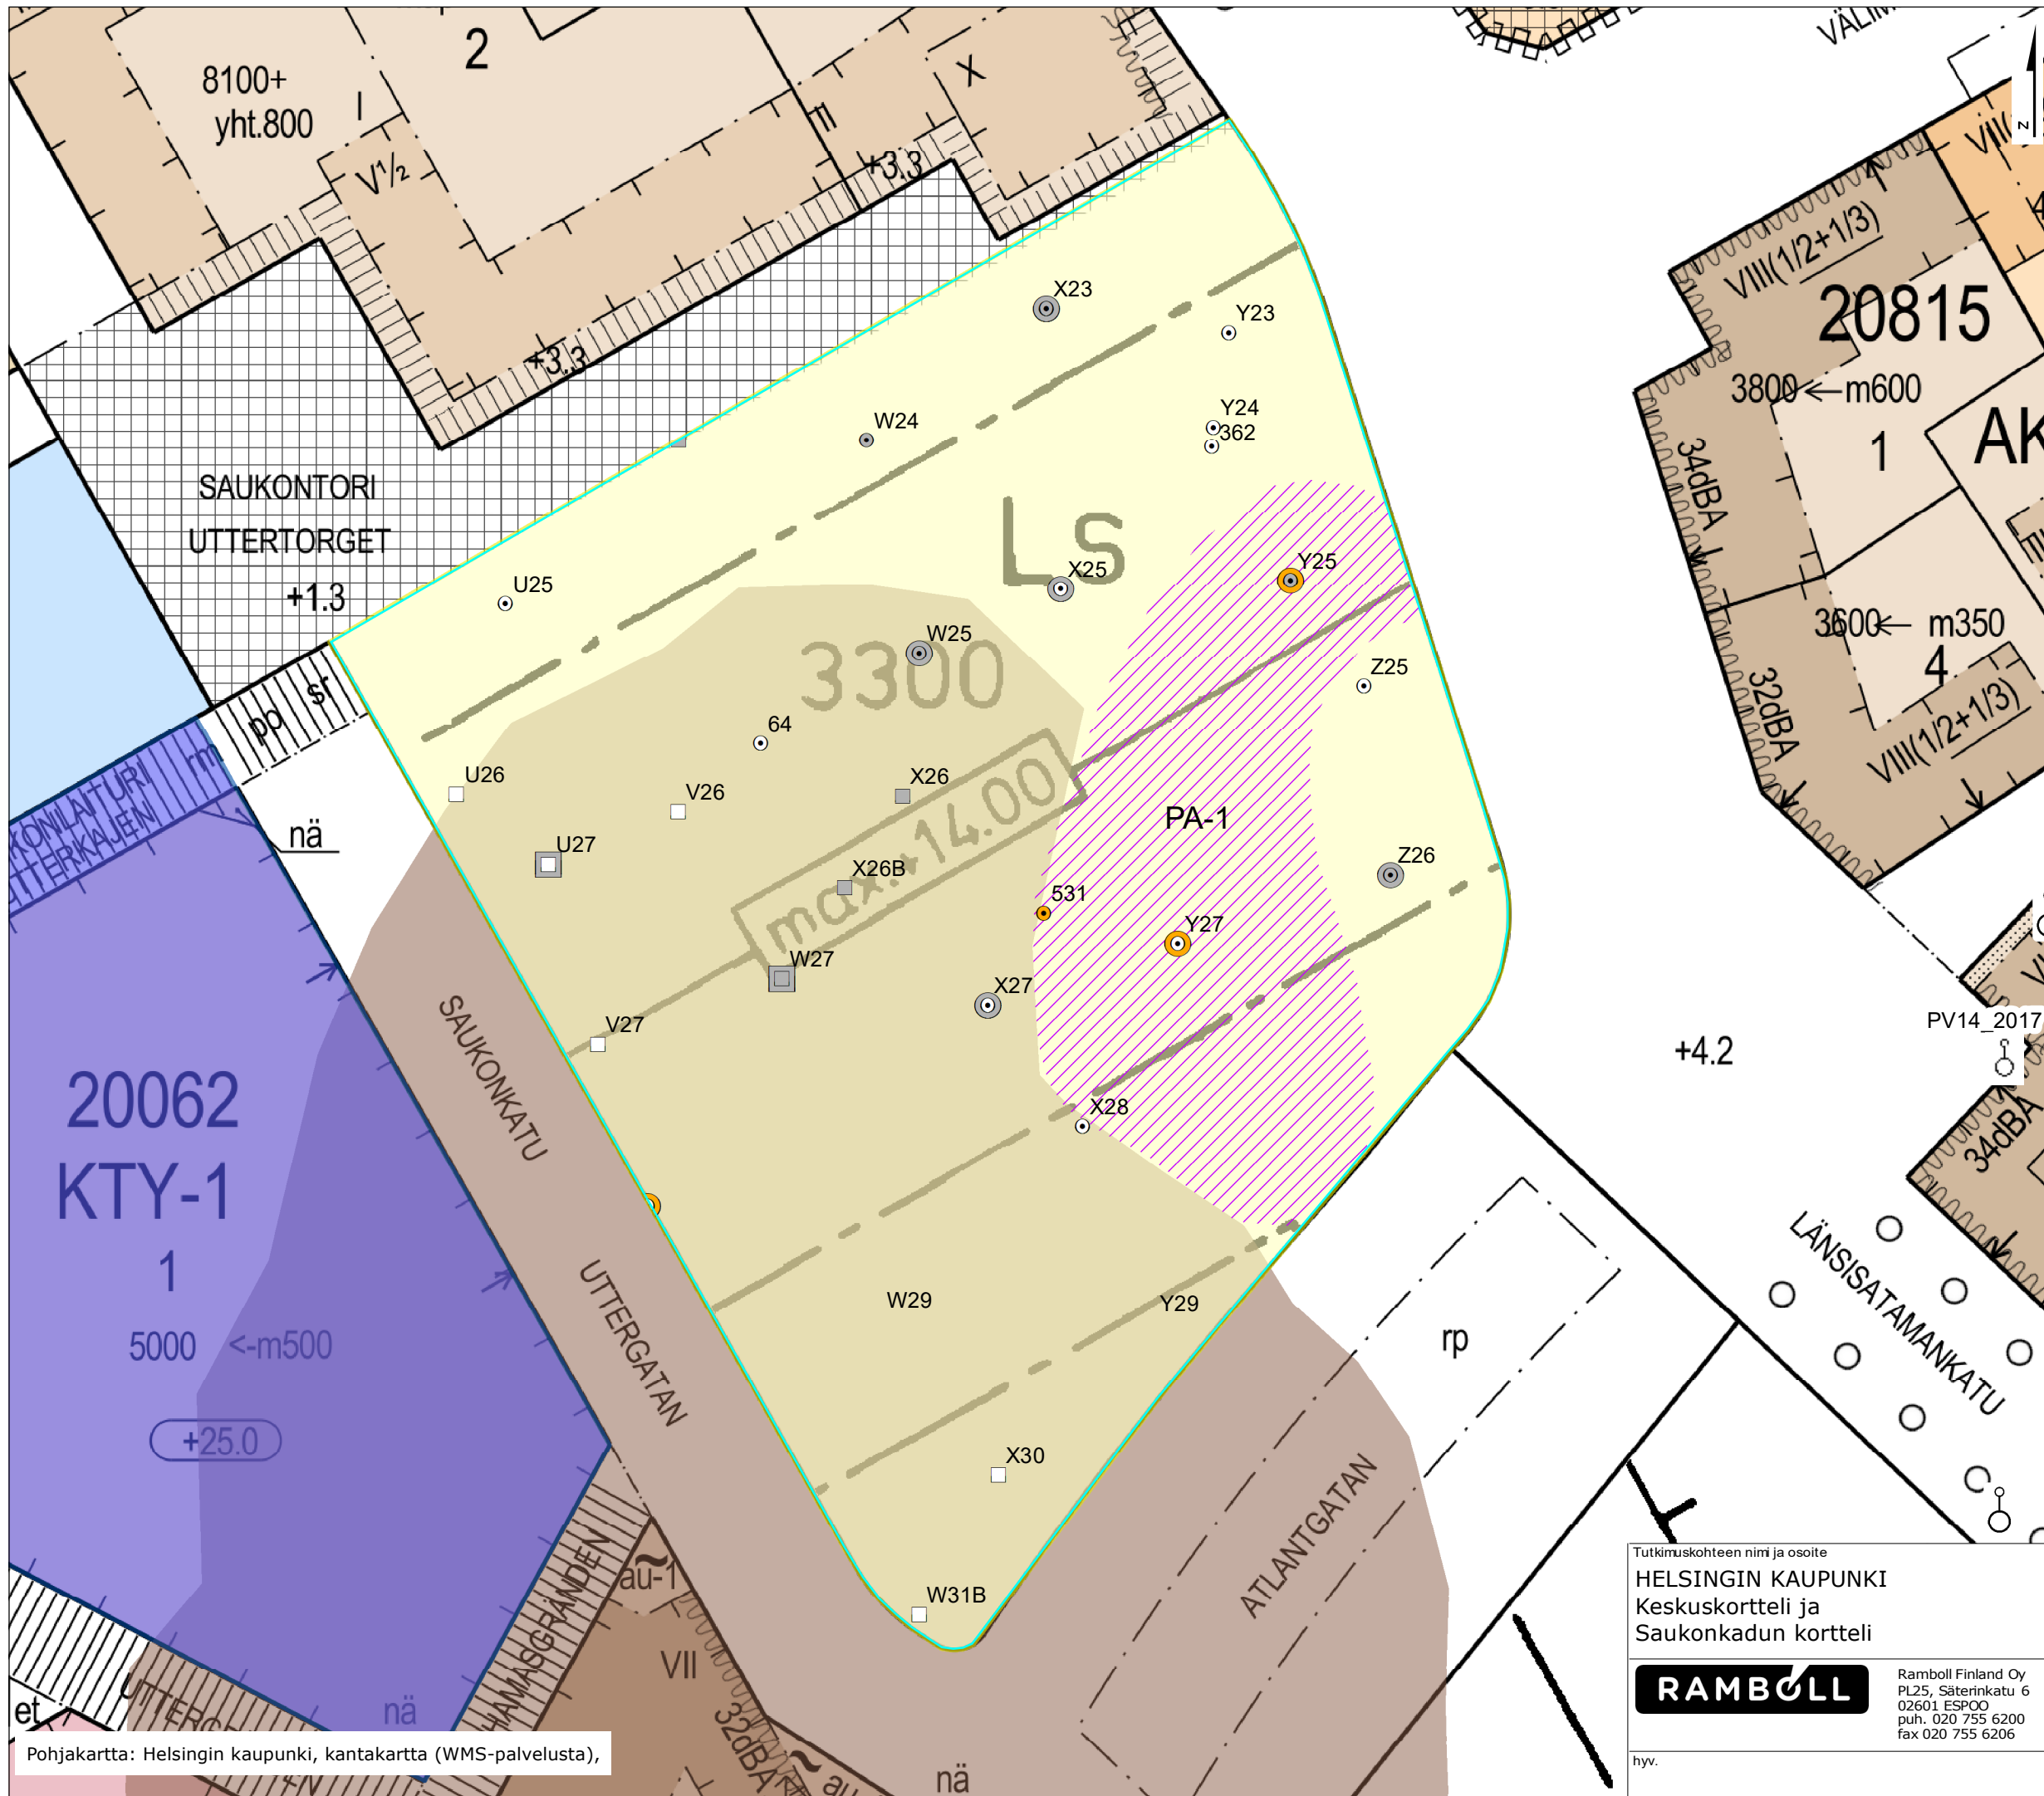 2
8100+
yht.800
I
V½
III
X
+3.3
+3.3
SAUKONTORI
UTTERTORGET
+1.3
po
sr
rm
nä
X23
Y23
W24
Y24
362
Ls
U25
X25
Y25
W25
3300
Z25
64
U26
V26
X26
max.+14.00
PA-1
U27
X26B
Z26
531
Y27
W27
X27
V27
X28
W29
Y29
X30
W31B
SAUKONKATU
UTTERGATAN
20062
KTY-1
1
5000 <-m500
+25.0
HAMASGRÄNDEN
au-1
VII
32dBA
nä
et
nä
ATLANTGATAN
rp
LÄNSISATAMANKATU
+4.2
PV14_2017
34dBA
VIII(1/2+1/3)
20815
3800 ← m600
1
AK
34dBA
3600 ← m350
4
32dBA
VIII(1/2+1/3)
z
Pohjakartta: Helsingin kaupunki, kantakartta (WMS-palvelusta),
Tutkimuskohteen nimi ja osoite
HELSINGIN KAUPUNKI
Keskuskortteli ja
Saukonkadun kortteli
RAMBOLL
Ramboll Finland Oy
PL25, Säterinkatu 6
02601 ESPOO
puh. 020 755 6200
fax 020 755 6206
hyv.